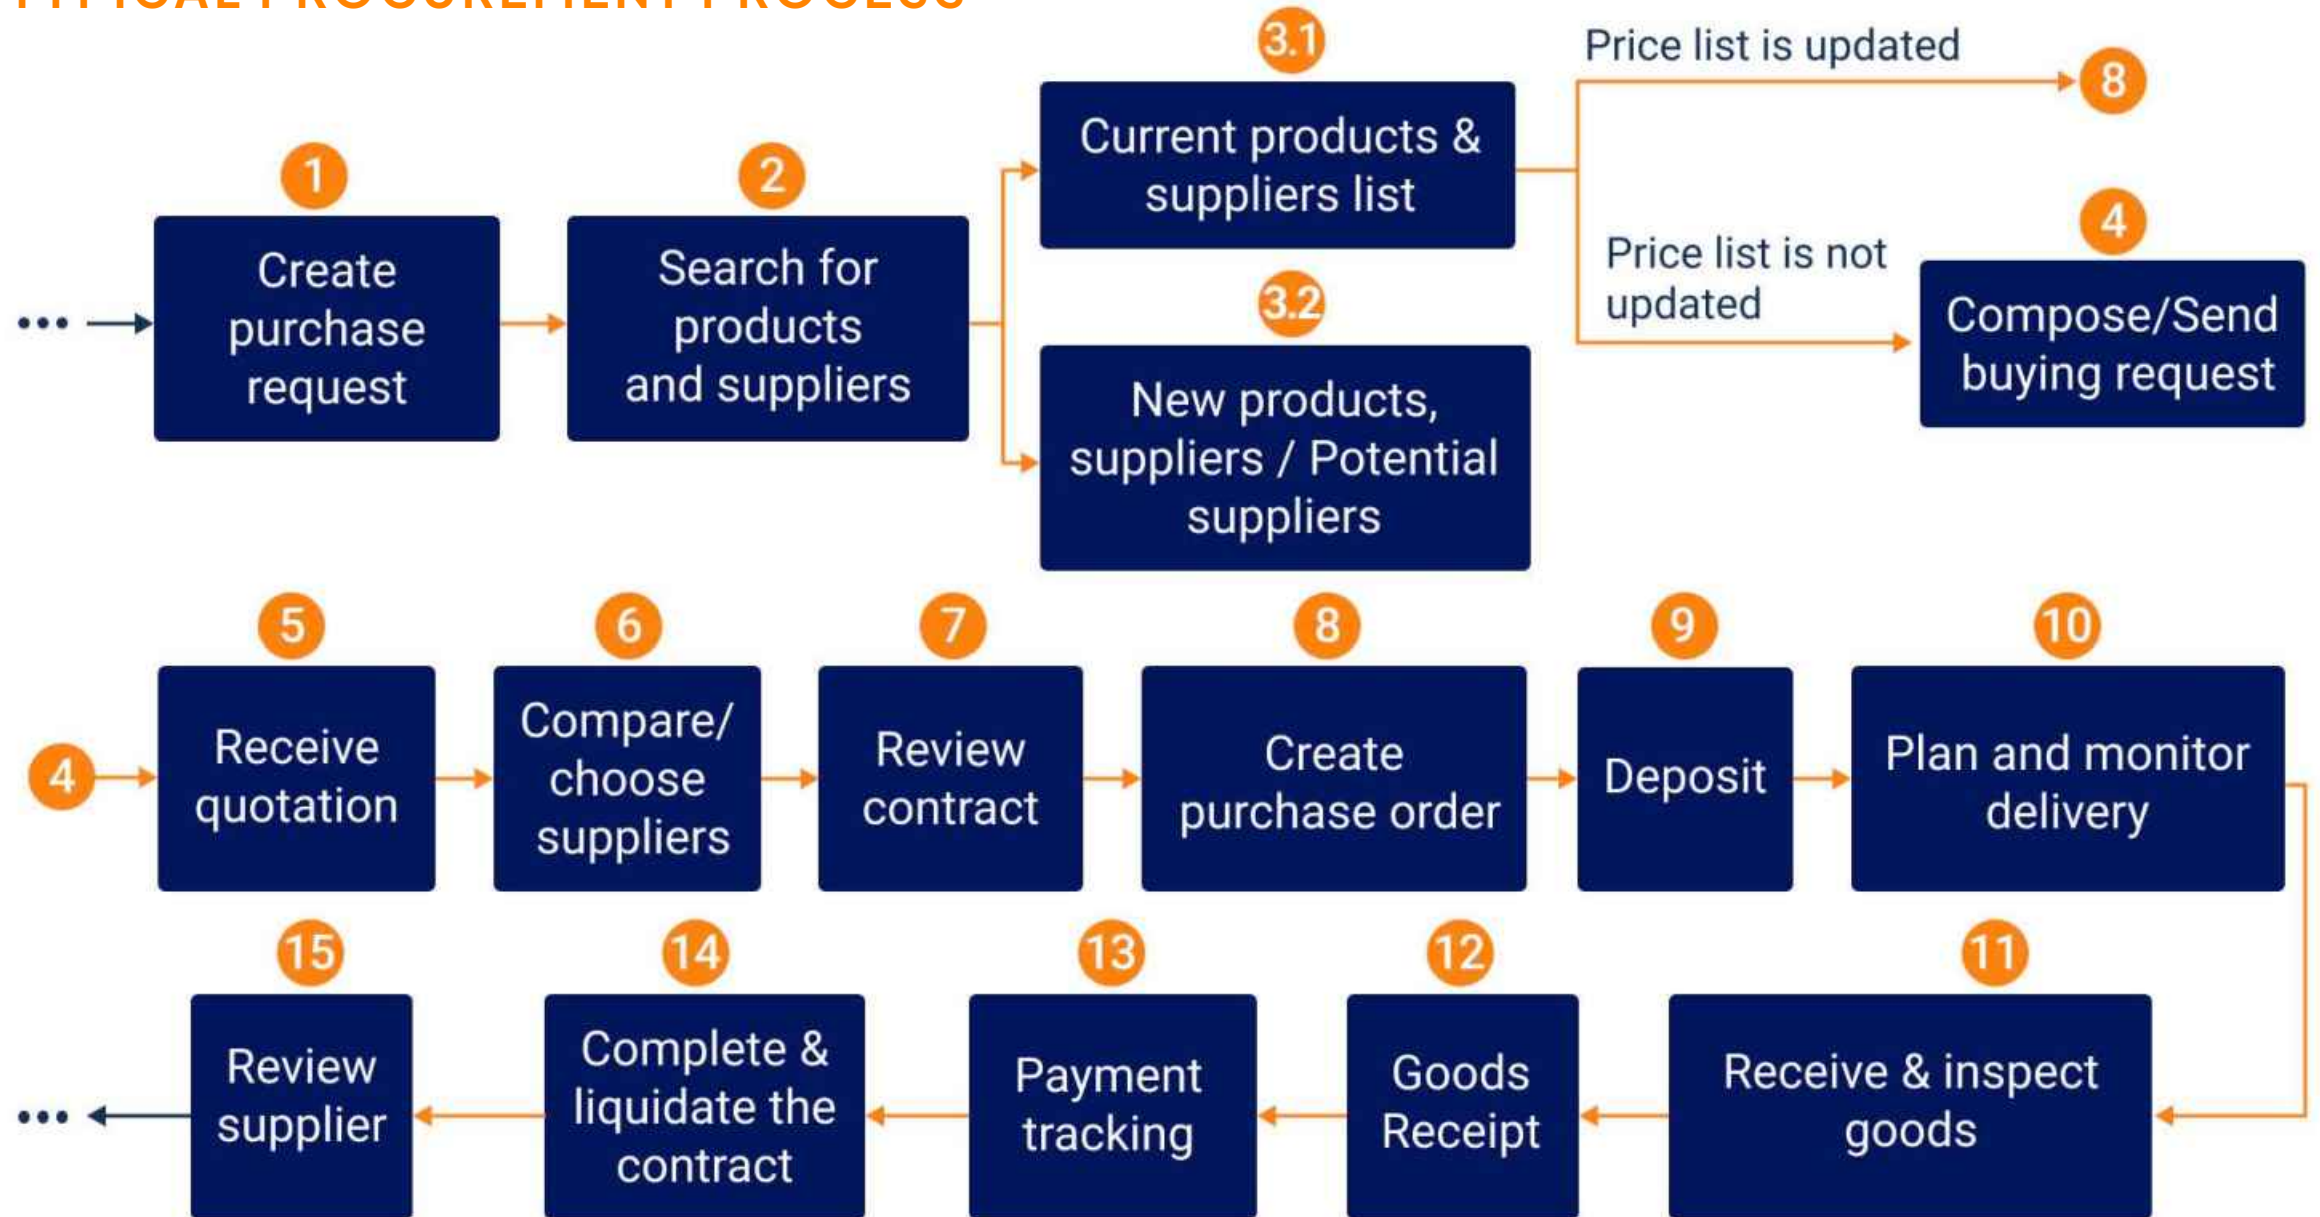 TYPICAL PROCUREMENT PROCESS
3.1
Price list is updated
8
Current products &
suppliers list
1
2
4
Create
purchase
request
Search for
products
and suppliers
Price list is not
updated
3.2
Compose/Send
buying request
New products,
suppliers / Potential
suppliers
5
6
7
8
9
10
4
Receive
quotation
Compare/
choose
suppliers
Review
contract
Create
purchase order
Deposit
Plan and monitor
delivery
15
14
13
12
11
Review
supplier
Complete &
liquidate the
contract
Payment
tracking
Goods
Receipt
Receive & inspect
goods